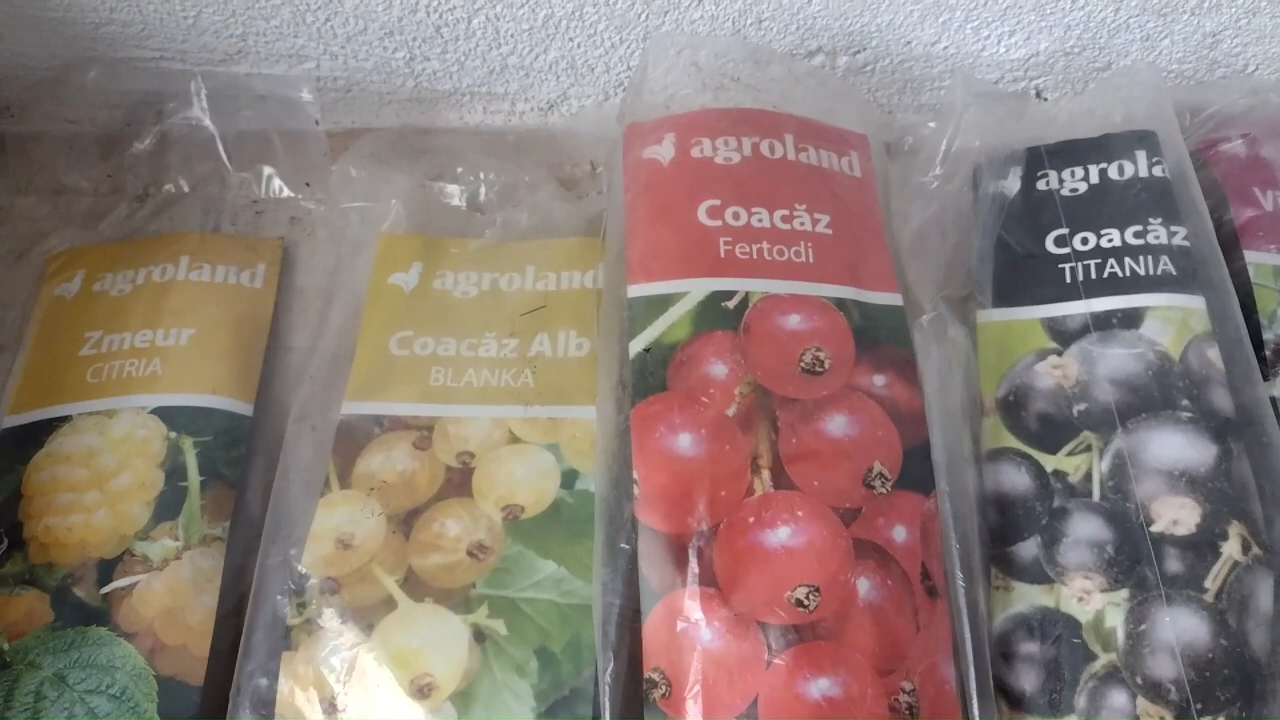 agroland
Zmeur
CITRIA
agroland
Coacăz Alb
BLANKA
agroland
Coacăz
Fertodi
agrola
Coacăz
TITANIA